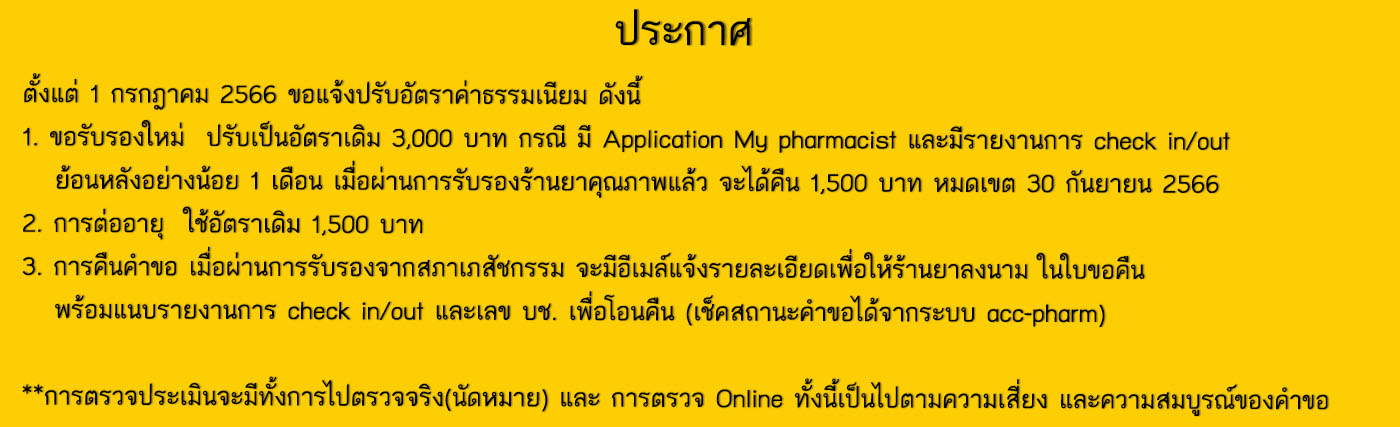 ประกาศ
ตั้งแต่ 1 กรกฎาคม 2566 ขอแจ้งปรับอัตราค่าธรรมเนียม ดังนี้
1. ขอรับรองใหม่ ปรับเป็นอัตราเดิม 3,000 บาท กรณี มี Application My pharmacist และมีรายงานการ check in/out
ย้อนหลังอย่างน้อย 1 เดือน เมื่อผ่านการรับรองร้านยาคุณภาพแล้ว จะได้คืน 1,500 บาท หมดเขต 30 กันยายน 2566
2. การต่ออายุ ใช้อัตราเดิม 1,500 บาท
3. การคืนคำขอ เมื่อผ่านการรับรองจากสภาเภสัชกรรม จะมีอีเมล์แจ้งรายละเอียดเพื่อให้ร้านยาลงนาม ในใบขอคืน
พร้อมแนบรายงานการ check in/out และเลข บช. เพื่อโอนคืน (เช็คสถานะคำขอได้จากระบบ acc-pharm)
**การตรวจประเมินจะมีทั้งการไปตรวจจริง(นัดหมาย) และ การตรวจ Online ทั้งนี้เป็นไปตามความเสี่ยง และความสมบูรณ์ของคำขอ